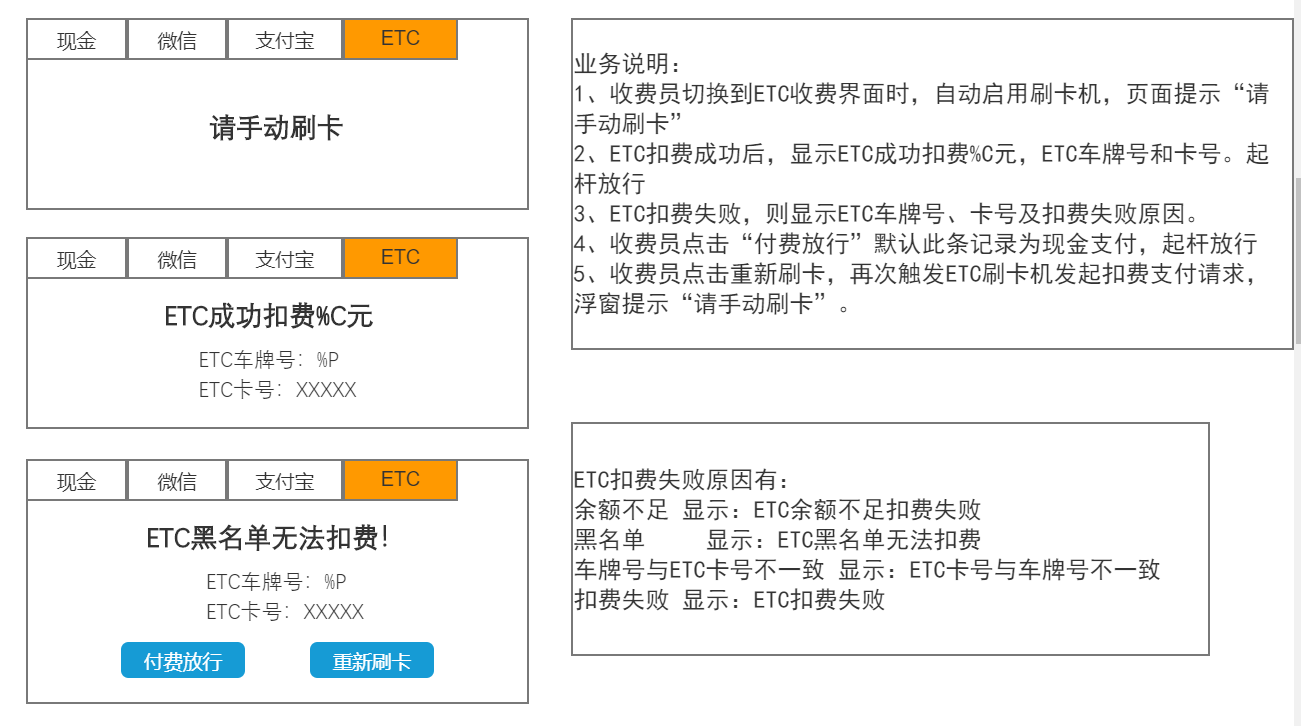 现金 微信 支付宝 ETC
请手动刷卡
现金 微信 支付宝 ETC
ETC成功扣费%C元
ETC车牌号：%P
ETC卡号：XXXXX
现金 微信 支付宝 ETC
ETC黑名单无法扣费！
ETC车牌号：%P
ETC卡号：XXXXX
付费放行 重新刷卡
业务说明：
1、收费员切换到ETC收费界面时，自动启用刷卡机，页面提示“请
手动刷卡”
2、ETC扣费成功后，显示ETC成功扣费%C元，ETC车牌号和卡号。起
杆放行
3、ETC扣费失败，则显示ETC车牌号、卡号及扣费失败原因。
4、收费员点击“付费放行”默认此条记录为现金支付，起杆放行
5、收费员点击重新刷卡，再次触发ETC刷卡机发起扣费支付请求，
浮窗提示“请手动刷卡”。
ETC扣费失败原因有：
余额不足 显示：ETC余额不足扣费失败
黑名单 显示：ETC黑名单无法扣费
车牌号与ETC卡号不一致 显示：ETC卡号与车牌号不一致
扣费失败 显示：ETC扣费失败